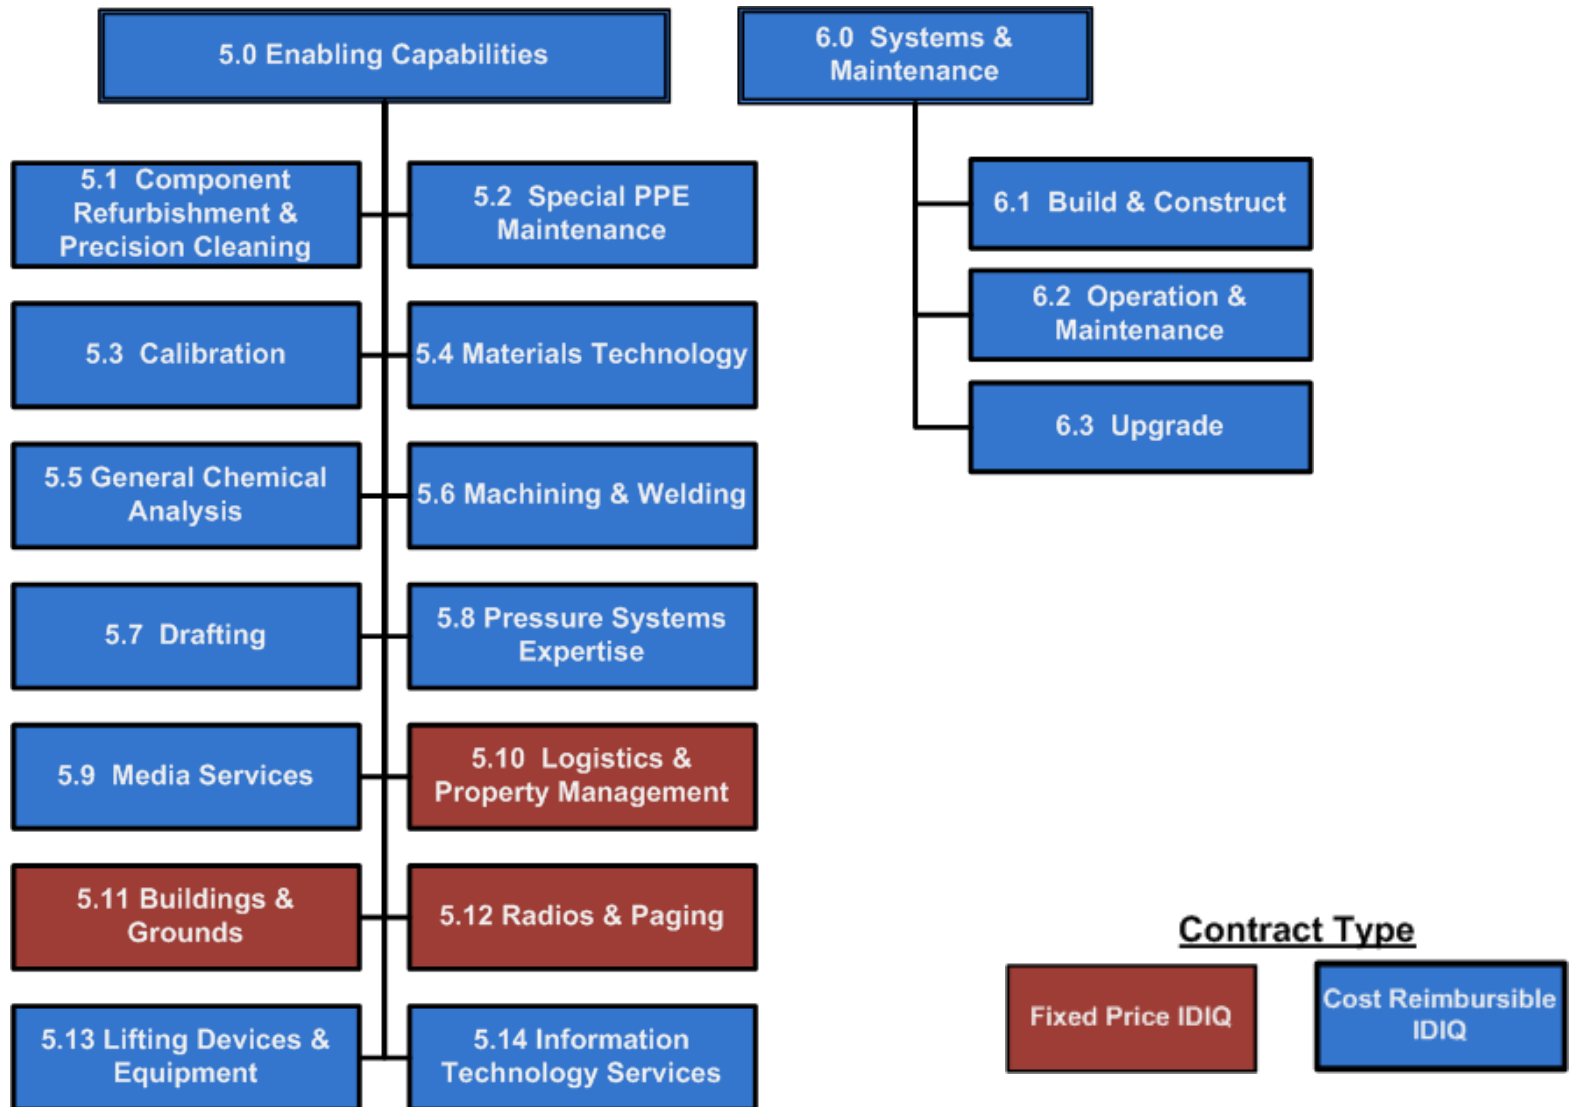 5.0 Enabling Capabilities
6.0 Systems &
Maintenance
5.1 Component
Refurbishment &
Precision Cleaning
5.2 Special PPE
Maintenance
6.1 Build & Construct
6.2 Operation &
Maintenance
5.3 Calibration
5.4 Materials Technology
6.3 Upgrade
5.5 General Chemical
Analysis
5.6 Machining & Welding
5.7 Drafting
5.8 Pressure Systems
Expertise
5.9 Media Services
5.10 Logistics &
Property Management
5.11 Buildings &
Grounds
5.12 Radios & Paging
5.13 Lifting Devices &
Equipment
5.14 Information
Technology Services
Contract Type
Fixed Price IDIQ
Cost Reimbursible
IDIQ